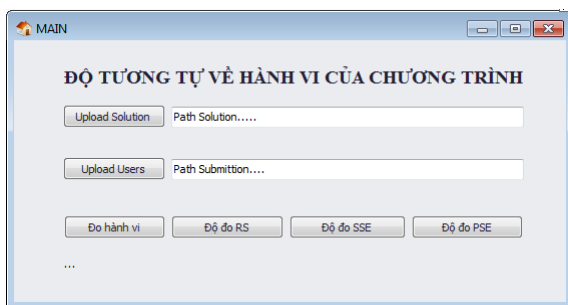 MAIN
ĐỘ TƯƠNG TỰ VỀ HÀNH VI CỦA CHƯƠNG TRÌNH
Upload Solution Path Solution.....
Upload Users Path Submittion....
Đo hành vi Độ đo RS Độ đo SSE Độ đo PSE
...